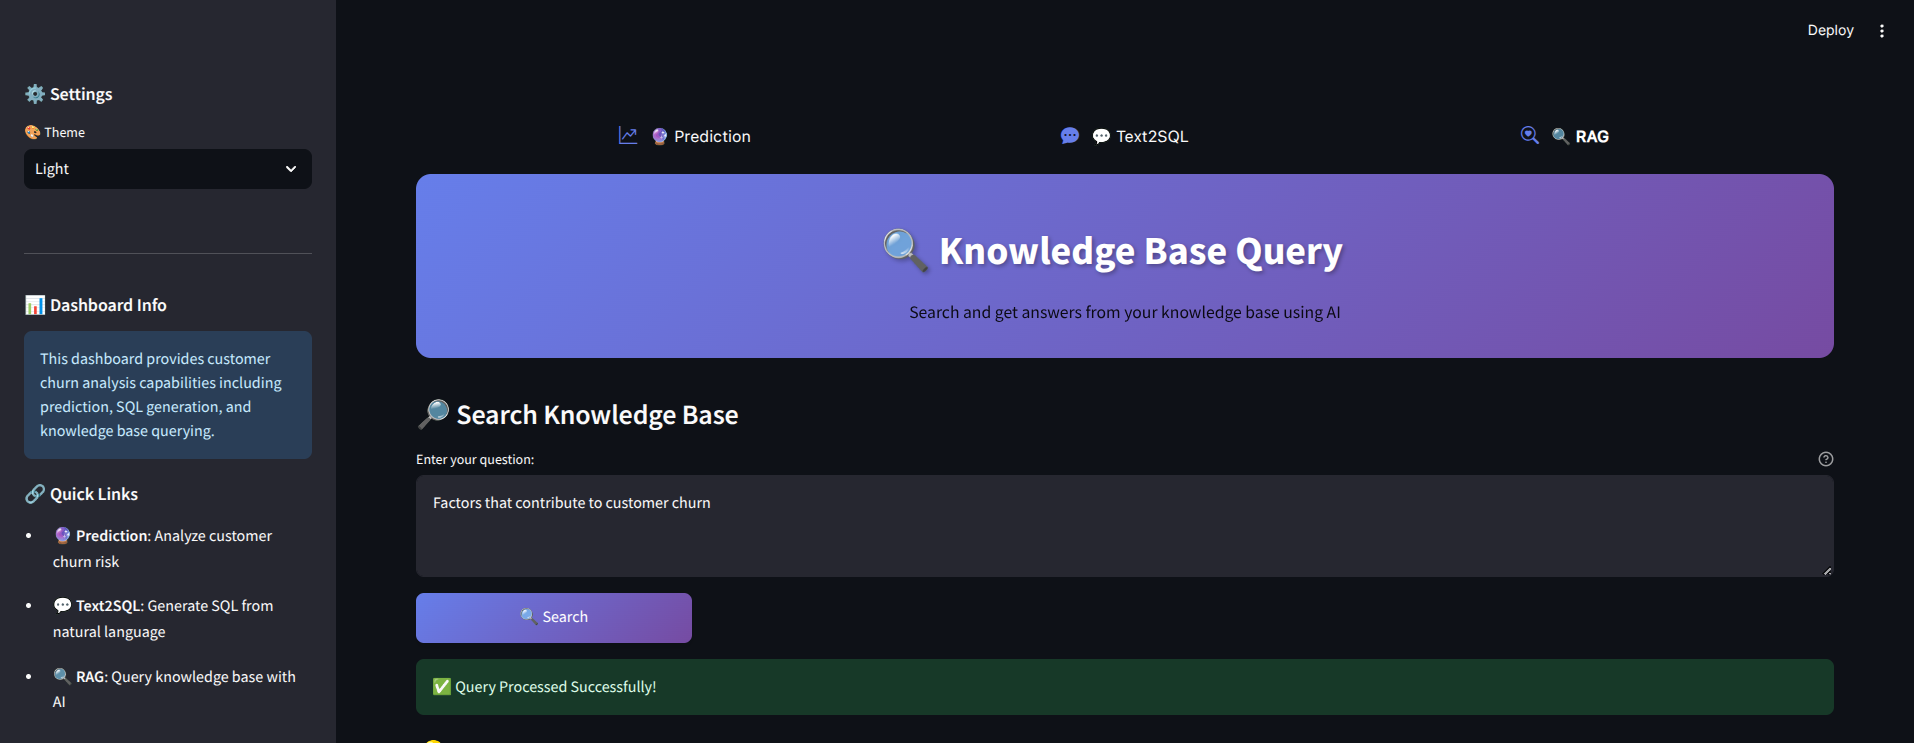 Deploy
⚙️ Settings
🎨 Theme
Light
📊 Dashboard Info
This dashboard provides customer
churn analysis capabilities including
prediction, SQL generation, and
knowledge base querying.
🔗 Quick Links
• 🔮 Prediction: Analyze customer
churn risk
• 💬 Text2SQL: Generate SQL from
natural language
• 🔍 RAG: Query knowledge base with
AI
🔮 Prediction
💬 Text2SQL
🔍 RAG
🔍 Knowledge Base Query
Search and get answers from your knowledge base using AI
🔎 Search Knowledge Base
Enter your question:
Factors that contribute to customer churn
🔍 Search
✅ Query Processed Successfully!